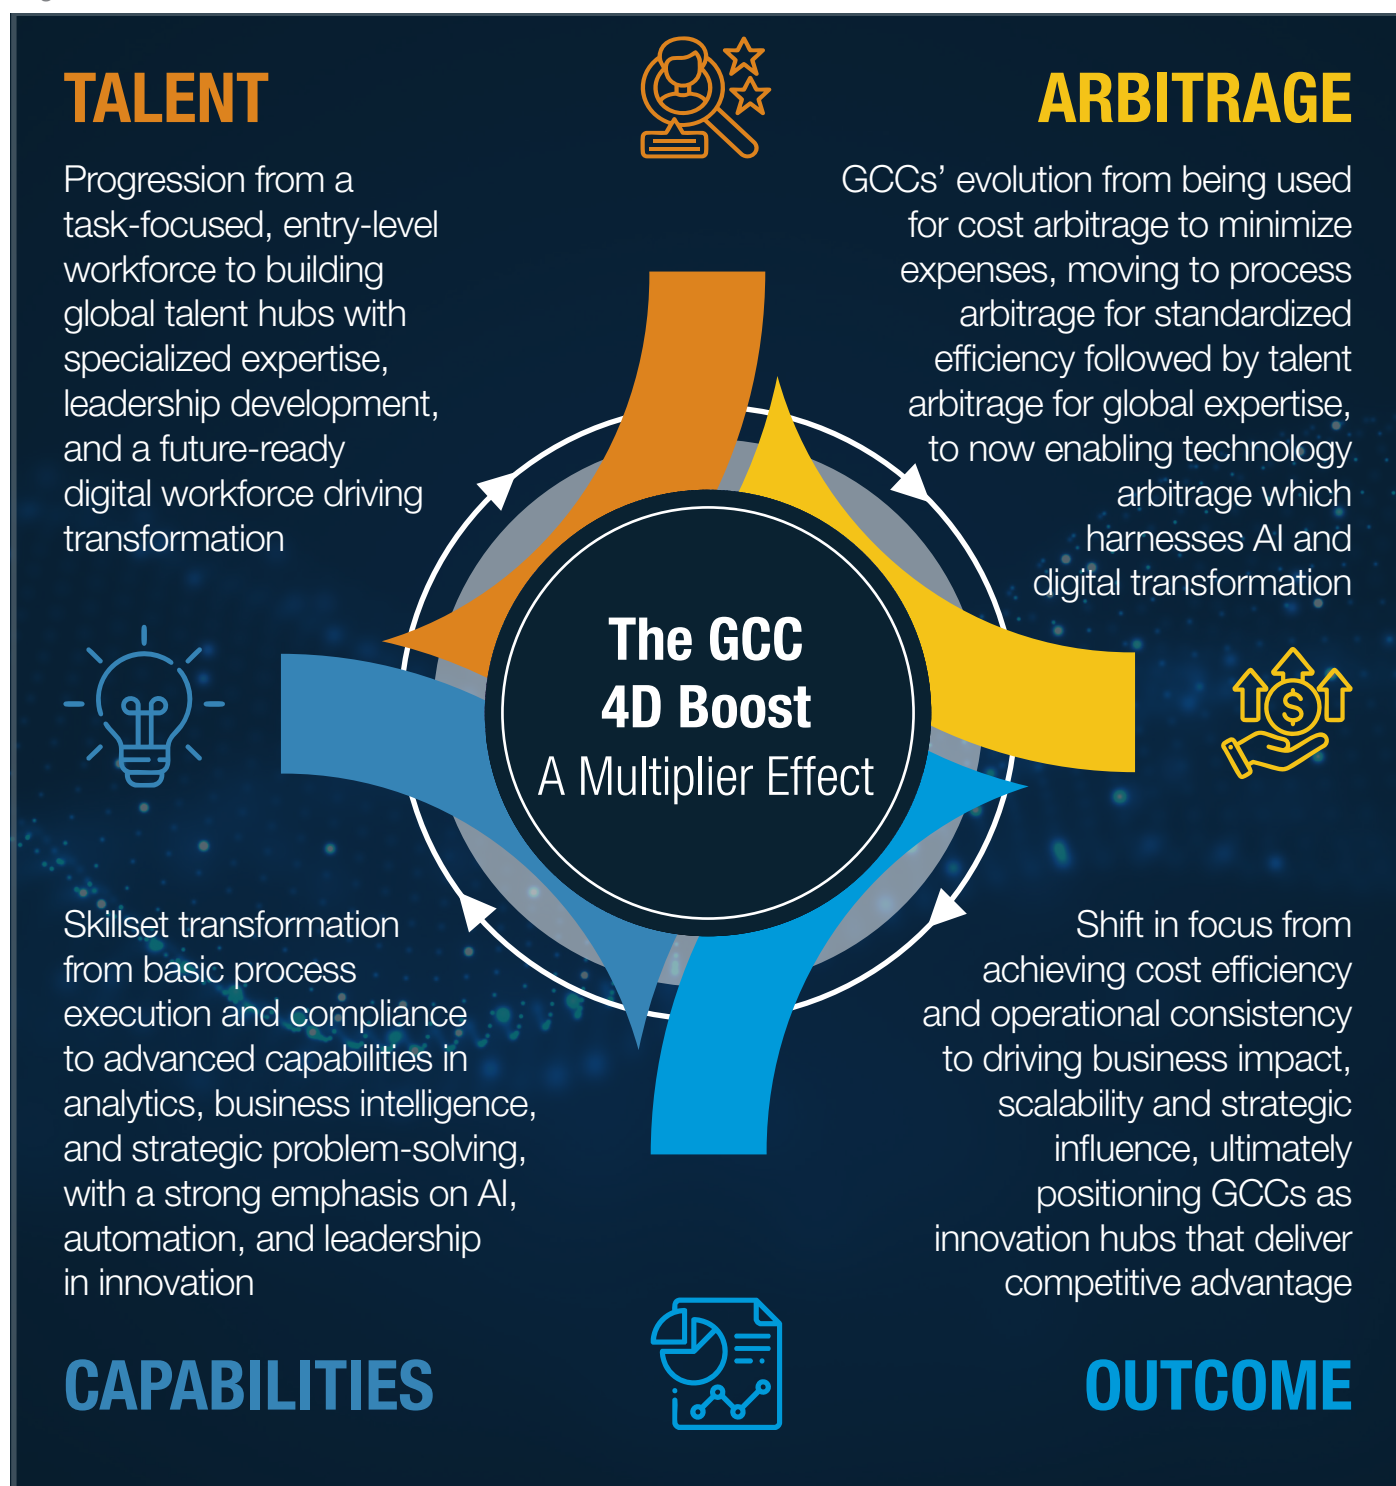 TALENT
Progression from a
task-focused, entry-level
workforce to building
global talent hubs with
specialized expertise,
leadership development,
and a future-ready
digital workforce driving
transformation
ARBITRAGE
GCCs’ evolution from being used
for cost arbitrage to minimize
expenses, moving to process
arbitrage for standardized
efficiency followed by talent
arbitrage for global expertise,
to now enabling technology
arbitrage which
harnesses AI and
digital transformation
The GCC
4D Boost
A Multiplier Effect
$
Skillset transformation
from basic process
execution and compliance
to advanced capabilities in
analytics, business intelligence,
and strategic problem-solving,
with a strong emphasis on AI,
automation, and leadership
in innovation
CAPABILITIES
Shift in focus from
achieving cost efficiency
and operational consistency
to driving business impact,
scalability and strategic
influence, ultimately
positioning GCCs as
innovation hubs that deliver
competitive advantage
OUTCOME